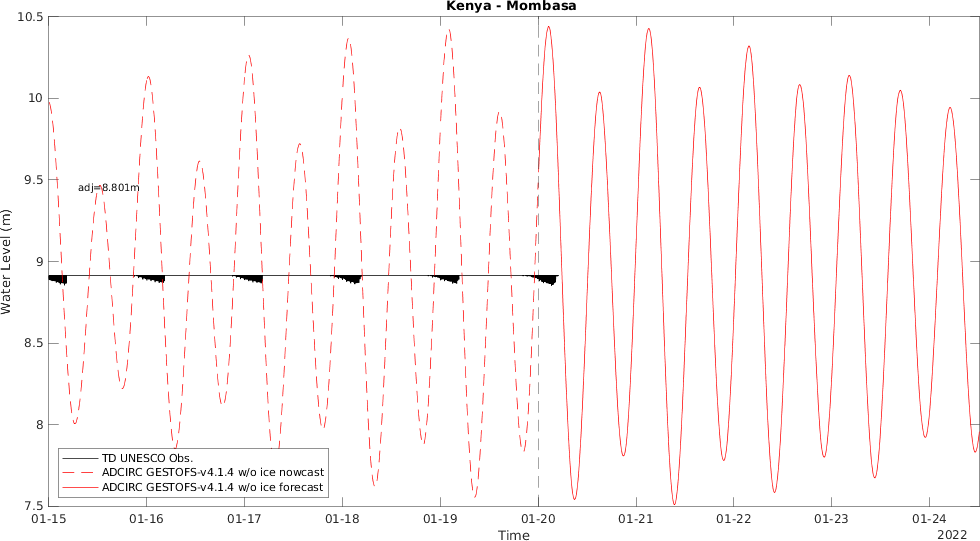 Kenya - Mombasa
10.5
10
9.5
9
8.5
8
7.5
Water Level (m)
adj=8.801m
TD UNESCO Obs.
ADCIRC GESTOFS-v4.1.4 w/o ice nowcast
ADCIRC GESTOFS-v4.1.4 w/o ice forecast
01-15 01-16 01-17 01-18 01-19 01-20 01-21 01-22 01-23 01-24
Time
2022